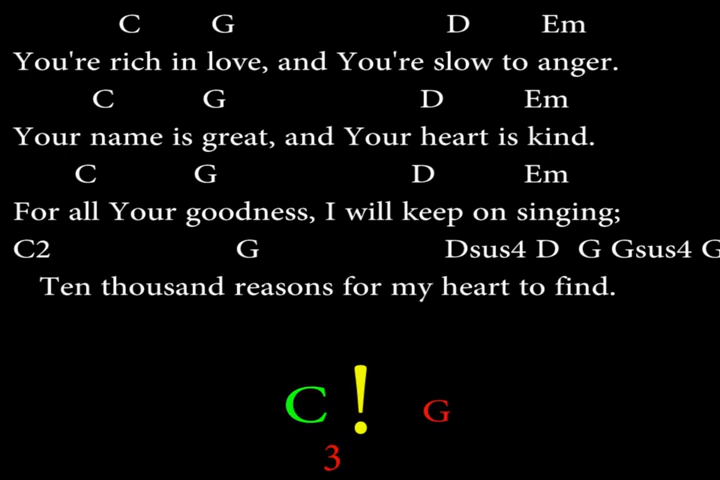 C G D Em
You're rich in love, and You're slow to anger.
C G D Em
Your name is great, and Your heart is kind.
C G D Em
For all Your goodness, I will keep on singing;
C2 G Dsus4 D G Gsus4 G
Ten thousand reasons for my heart to find.
C ! G
3